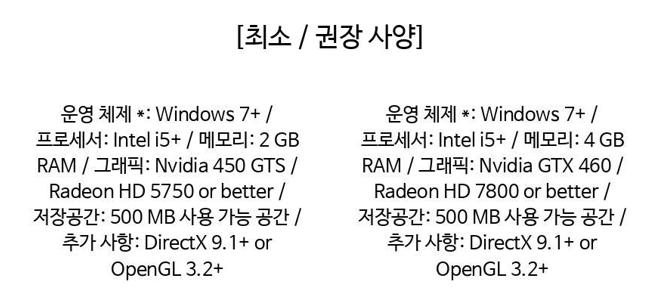 [최소 / 권장 사양]
운영 체제 *: Windows 7+ /
프로세서: Intel i5+ / 메모리: 2 GB
RAM / 그래픽: Nvidia 450 GTS /
Radeon HD 5750 or better /
저장공간: 500 MB 사용 가능 공간 /
추가 사항: DirectX 9.1+ or
OpenGL 3.2+
운영 체제 *: Windows 7+ /
프로세서: Intel i5+ / 메모리: 4 GB
RAM / 그래픽: Nvidia GTX 460 /
Radeon HD 7800 or better /
저장공간: 500 MB 사용 가능 공간 /
추가 사항: DirectX 9.1+ or
OpenGL 3.2+